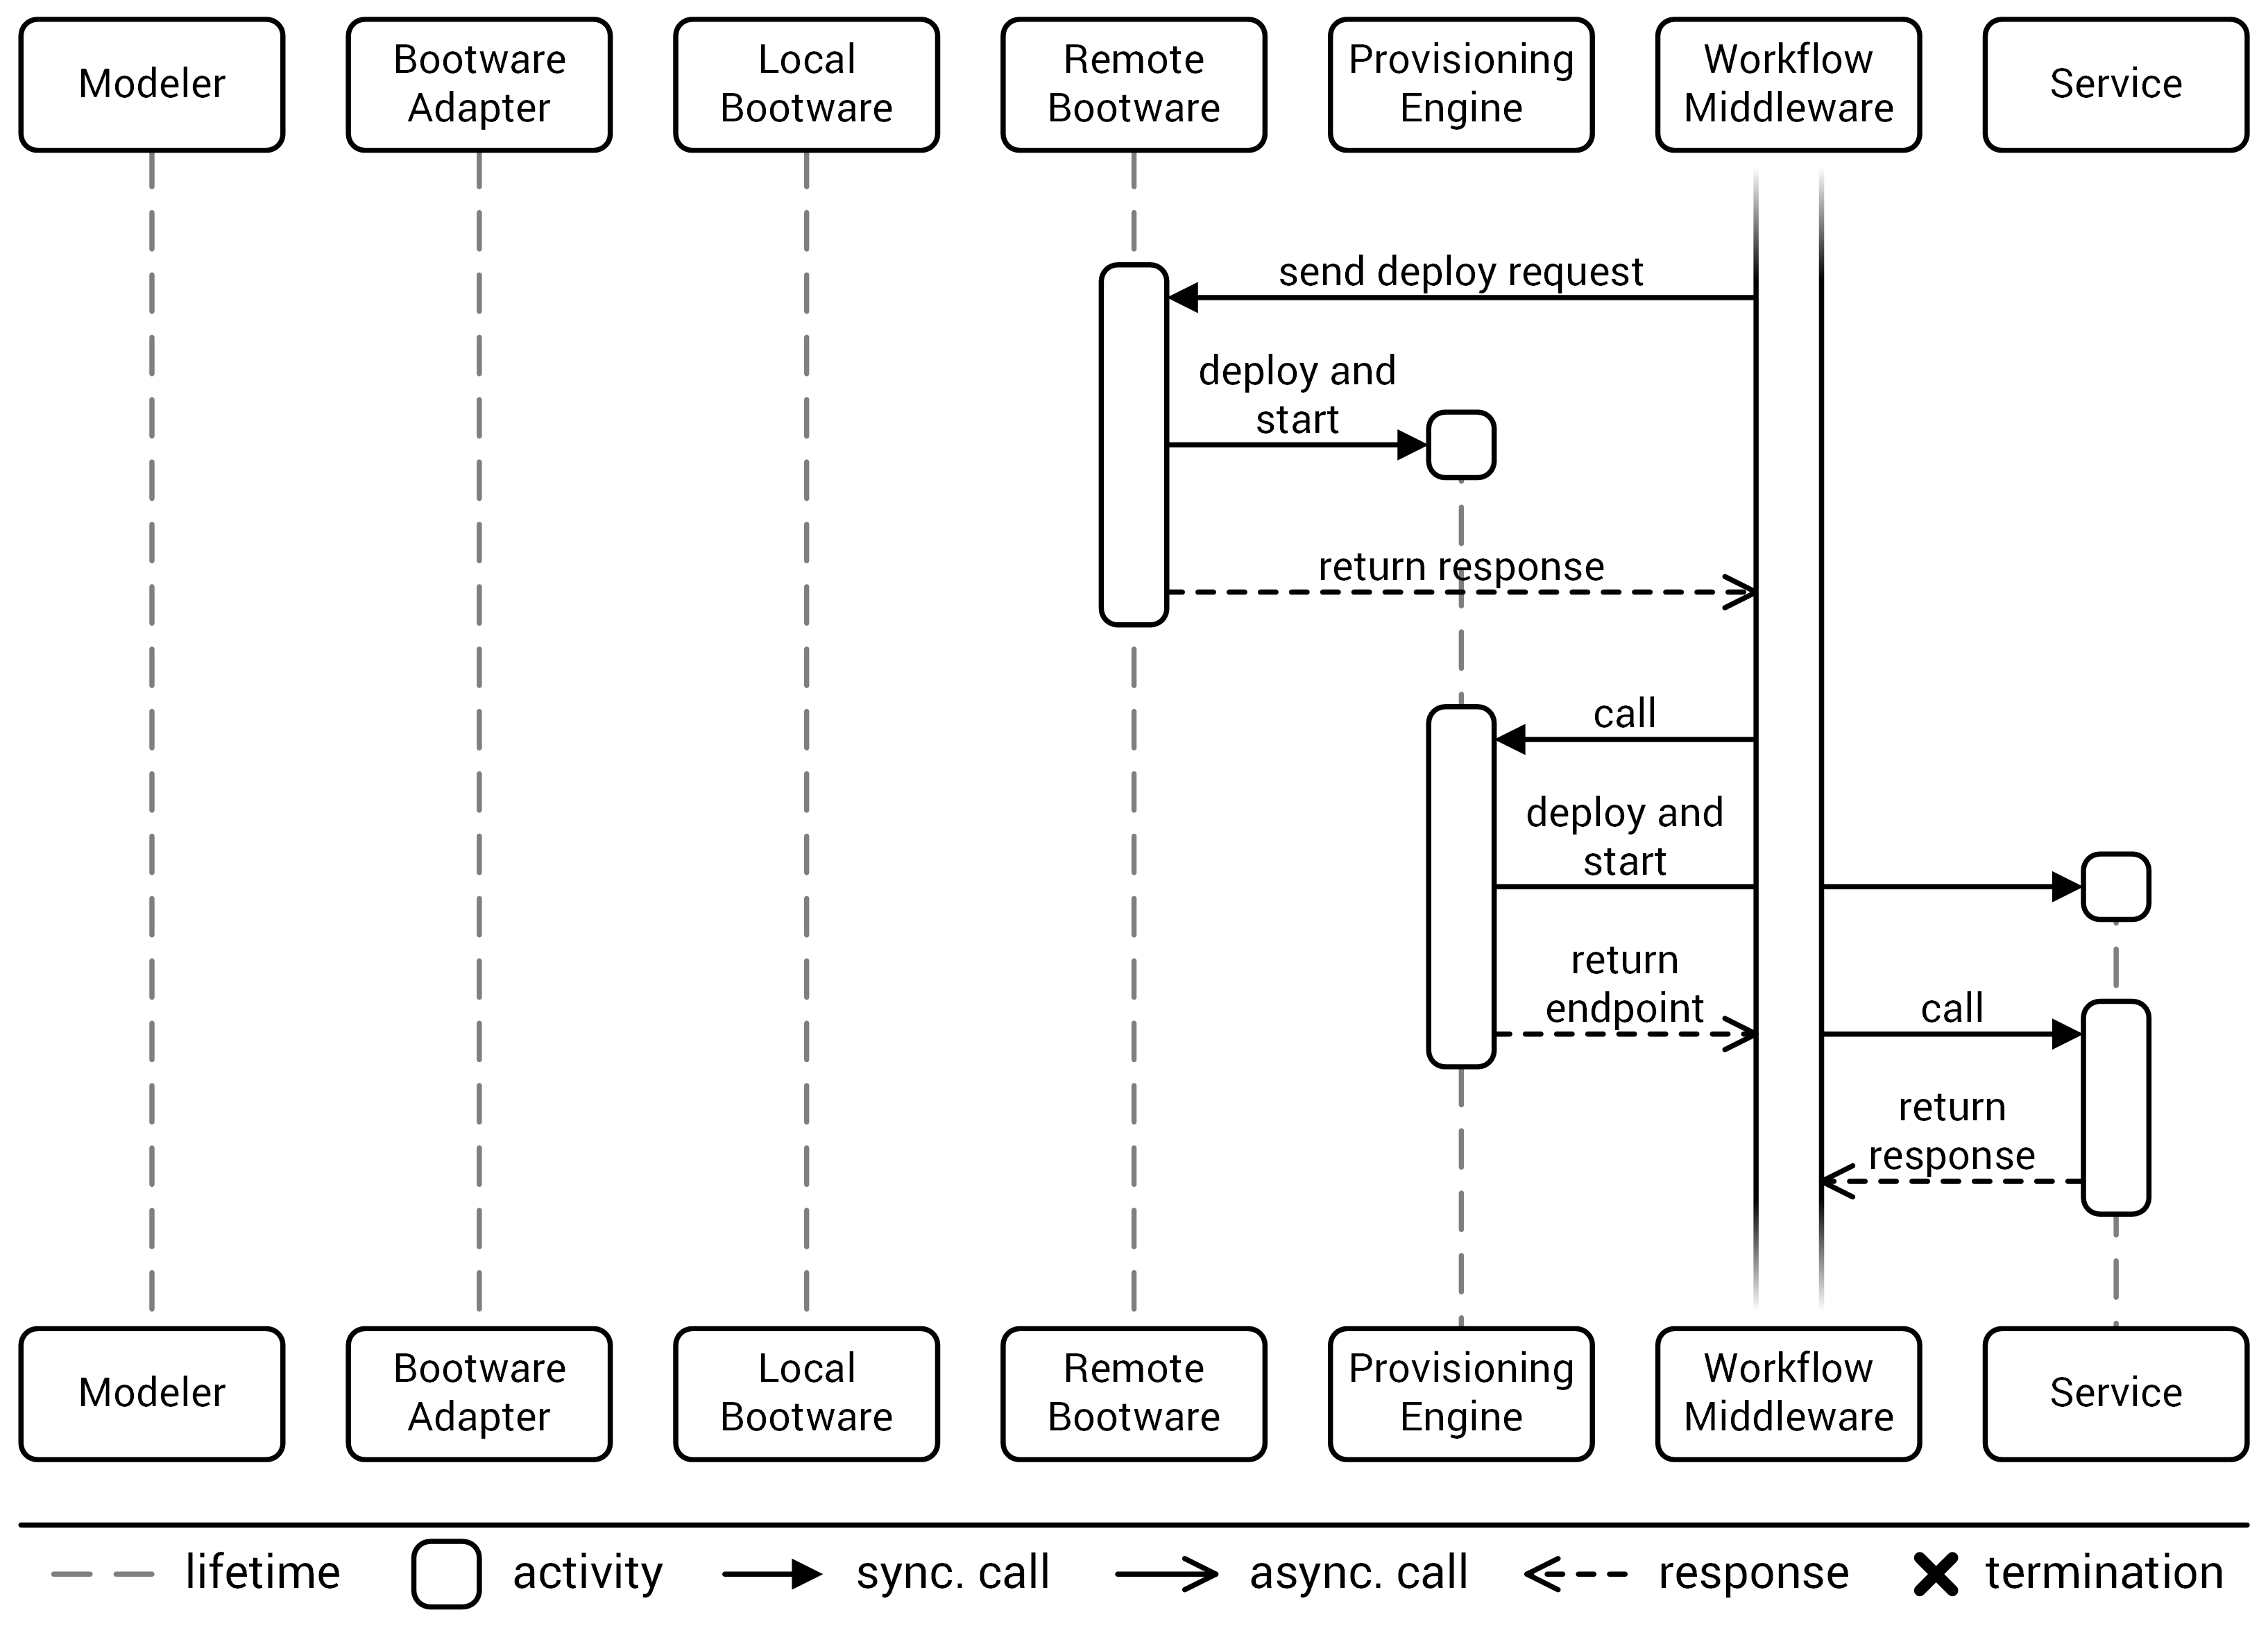 Modeler
Bootware
Adapter
Local
Bootware
Remote
Bootware
Provisioning
Engine
Workflow
Middleware
Service
send deploy request
deploy and
start
return response
call
deploy and
start
return
endpoint
call
return
response
Modeler
Bootware
Adapter
Local
Bootware
Remote
Bootware
Provisioning
Engine
Workflow
Middleware
Service
lifetime
activity
sync. call
async. call
response
termination